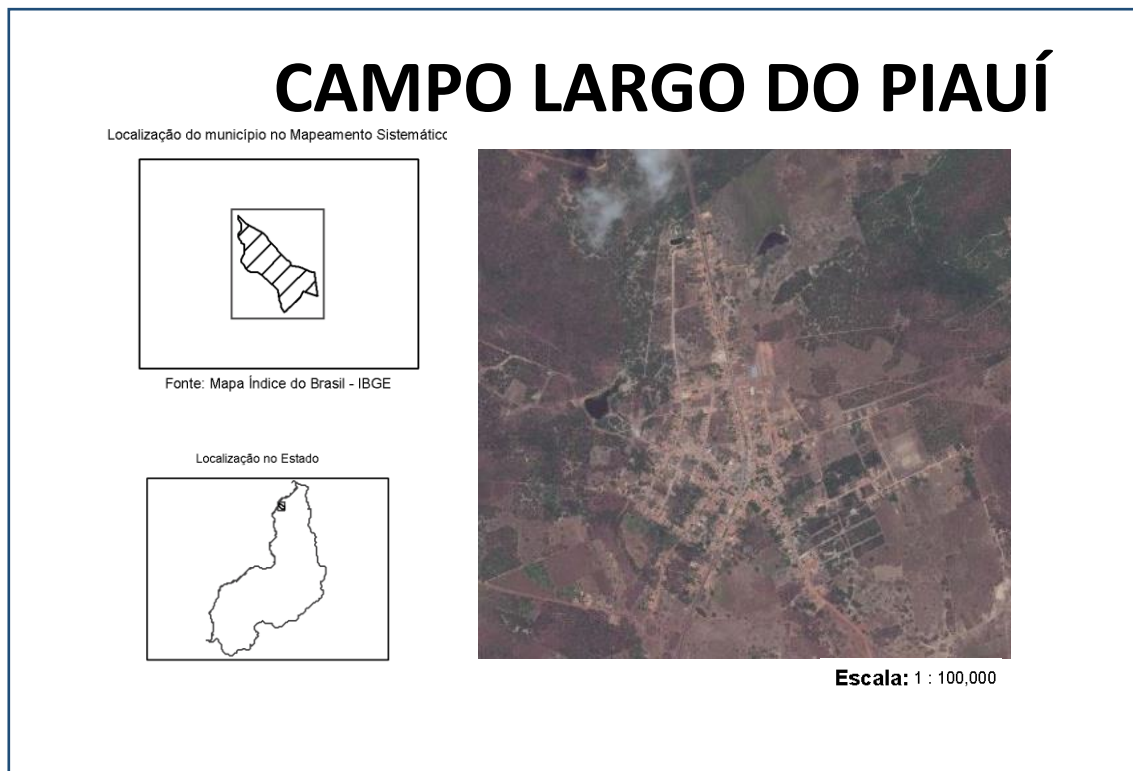 CAMPO LARGO DO PIAUÍ
Localização do município no Mapeamento Sistemático
Fonte: Mapa Índice do Brasil - IBGE
Localização no Estado
Escala: 1 : 100,000